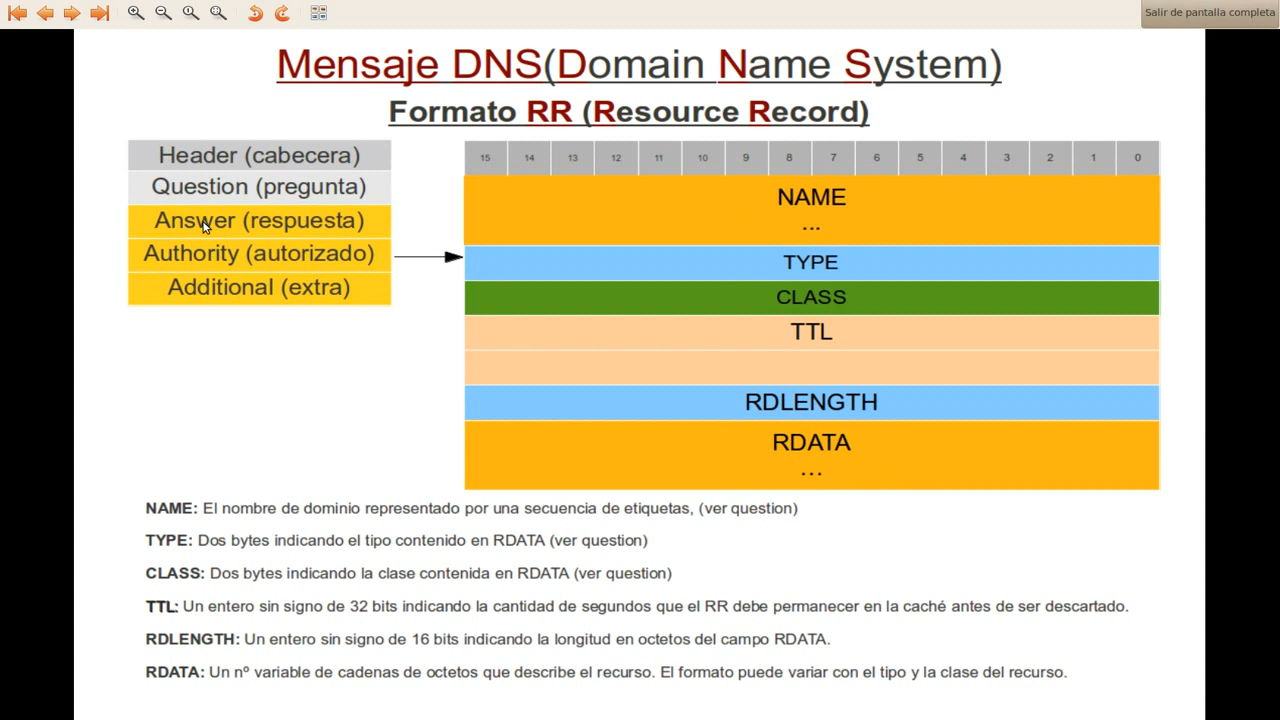 Salir de pantalla completa
Mensaje DNS(Domain Name System)
Formato RR (Resource Record)
Header (cabecera)
Question (pregunta)
Answer (respuesta)
Authority (autorizado)
Additional (extra)
15 14 13 12 11 10 9 8 7 6 5 4 3 2 1 0
NAME
...
TYPE
CLASS
TTL
RDLENGTH
RDATA
...
NAME: El nombre de dominio representado por una secuencia de etiquetas, (ver question)
TYPE: Dos bytes indicando el tipo contenido en RDATA (ver question)
CLASS: Dos bytes indicando la clase contenida en RDATA (ver question)
TTL: Un entero sin signo de 32 bits indicando la cantidad de segundos que el RR debe permanecer en la caché antes de ser descartado.
RDLENGTH: Un entero sin signo de 16 bits indicando la longitud en octetos del campo RDATA.
RDATA: Un nº variable de cadenas de octetos que describe el recurso. El formato puede variar con el tipo y la clase del recurso.